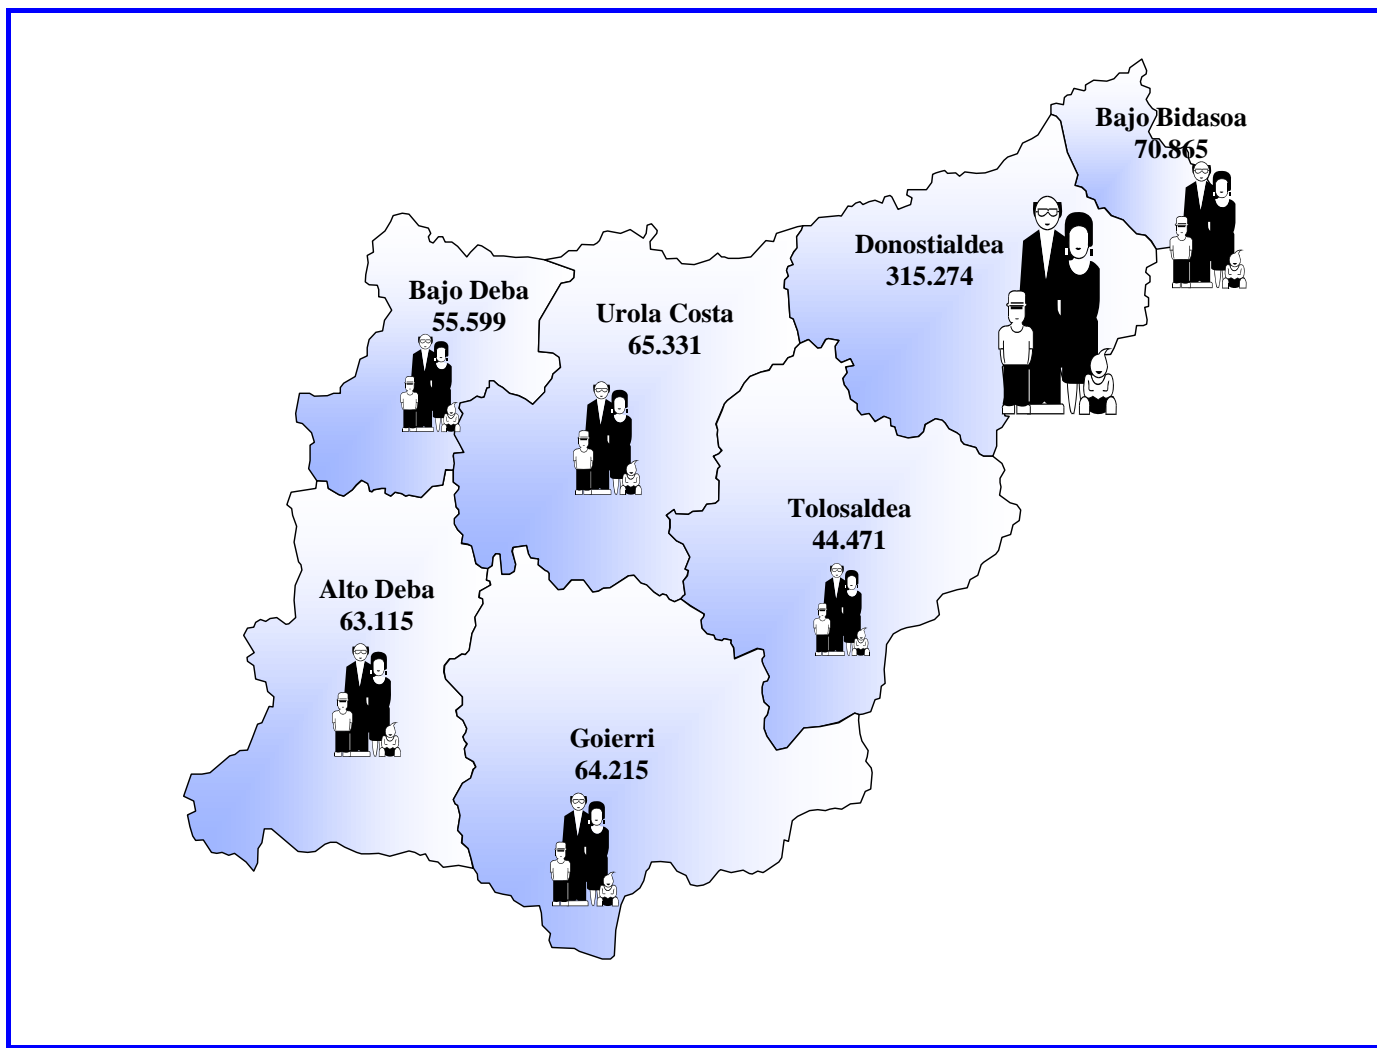 Bajo Bidasoa
70.865
Donostialdea
315.274
Bajo Deba
55.599
Urola Costa
65.331
Tolosaldea
44.471
Alto Deba
63.115
Goierri
64.215